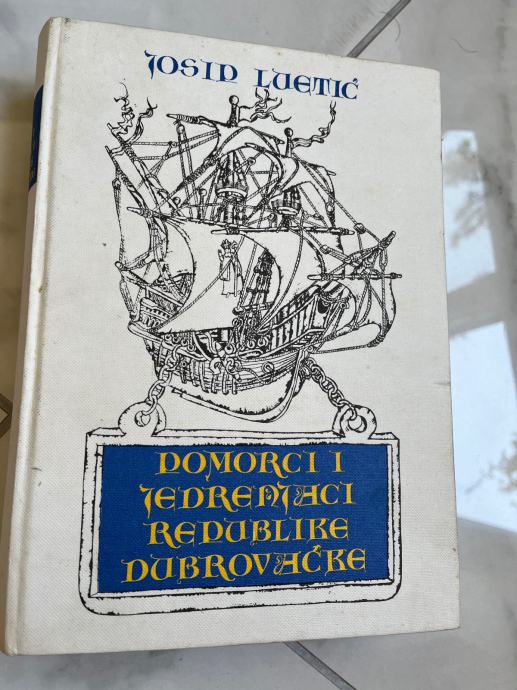 JOSIP LUETIĆ
POMORCI I
JEDRENJACI
REPUBLIKE
DUBROVAČKE